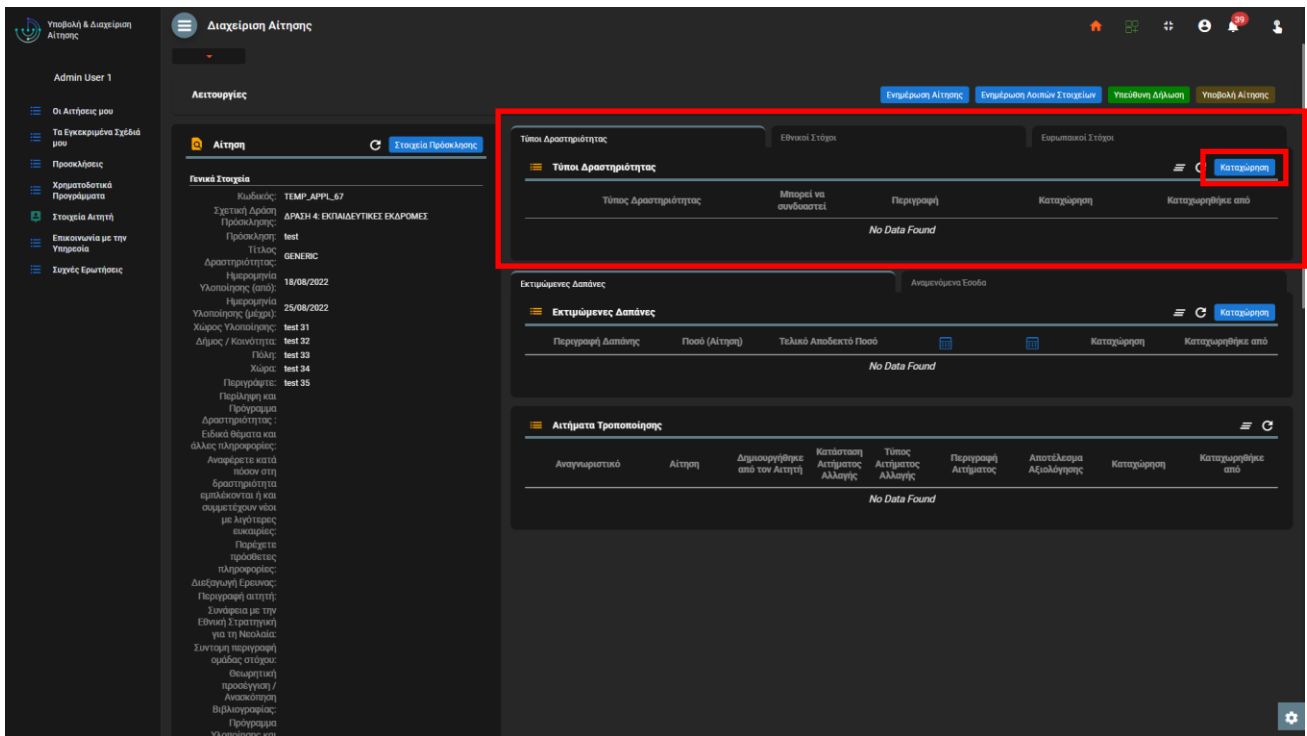 Υποβολή & Διαχείριση
Αίτησης
Διαχείριση Αίτησης
39
Admin User 1
Οι Αιτήσεις μου
Τα Εγκεκριμένα Σχέδιά
μου
Προσκλήσεις
Χρηματοδοτικά
Προγράμματα
Στοιχεία Αιτητή
Επικοινωνία με την
Υπηρεσία
Συχνές Ερωτήσεις
Λειτουργίες
Ενημέρωση Αίτησης
Ενημέρωση Λοιπών Στοιχείων
Υπεύθυνη Δήλωση
Υποβολή Αίτησης
Αίτηση
Στοιχεία Πρόσκλησης
Γενικά Στοιχεία
Κωδικός: TEMP_APPL_67
Σχετική Δράση
Πρόσκλησης: ΔΡΑΣΗ 4: ΕΚΠΑΙΔΕΥΤΙΚΕΣ ΕΚΔΡΟΜΕΣ
Πρόσκληση: test
Τίτλος
Δραστηριότητας: GENERIC
Ημερομηνία
Υλοποίησης (από): 18/08/2022
Ημερομηνία
Υλοποίησης (μέχρι): 25/08/2022
Χώρος Υλοποίησης: test 31
Δήμος / Κοινότητα: test 32
Πόλη: test 33
Χώρα: test 34
Περιγράψτε: test 35
Περίληψη και
Πρόγραμμα
Δραστηριότητας :
Ειδικά θέματα και
άλλες πληροφορίες:
Αναφέρετε κατά
πόσον στη
δραστηριότητα
εμπλέκονται ή και
συμμετέχουν νέοι
με λιγότερες
ευκαιρίες:
Παρέχετε
πρόσθετες
πληροφορίες:
Διεξαγωγή Ερευνας:
Περιγραφή αιτητή:
Συνάφεια με την
Εθνική Στρατηγική
για τη Νεολαία:
Συντομη περιγραφή
ομάδας στόχου:
Θεωρητική
προσέγγιση /
Ανασκόπηση
Βιβλιογραφίας:
Πρόγραμμα
Υλοποίησης και
Τύποι Δραστηριότητας
Εθνικοί Στόχοι
Ευρωπαικοί Στόχοι
Τύποι Δραστηριότητας
Καταχώρηση
Τύπος Δραστηριότητας
Μπορεί να
συνδυαστεί
Περιγραφή
Καταχώρηση
Καταχωρήθηκε από
No Data Found
Εκτιμώμενες Δαπάνες
Αναμενόμενα Έσοδα
Εκτιμώμενες Δαπάνες
Καταχώρηση
Περιγραφή Δαπάνης
Ποσό (Αίτηση)
Τελικό Αποδεκτό Ποσό
Καταχώρηση
Καταχωρήθηκε από
No Data Found
Αιτήματα Τροποποίησης
Αναγνωριστικό
Αίτηση
Δημιουργήθηκε
από τον Αιτητή
Κατάσταση
Αιτήματος
Αλλαγής
Τύπος
Αιτήματος
Αλλαγής
Περιγραφή
Αιτήματος
Αποτέλεσμα
Αξιολόγησης
Καταχώρηση
Καταχωρήθηκε
από
No Data Found